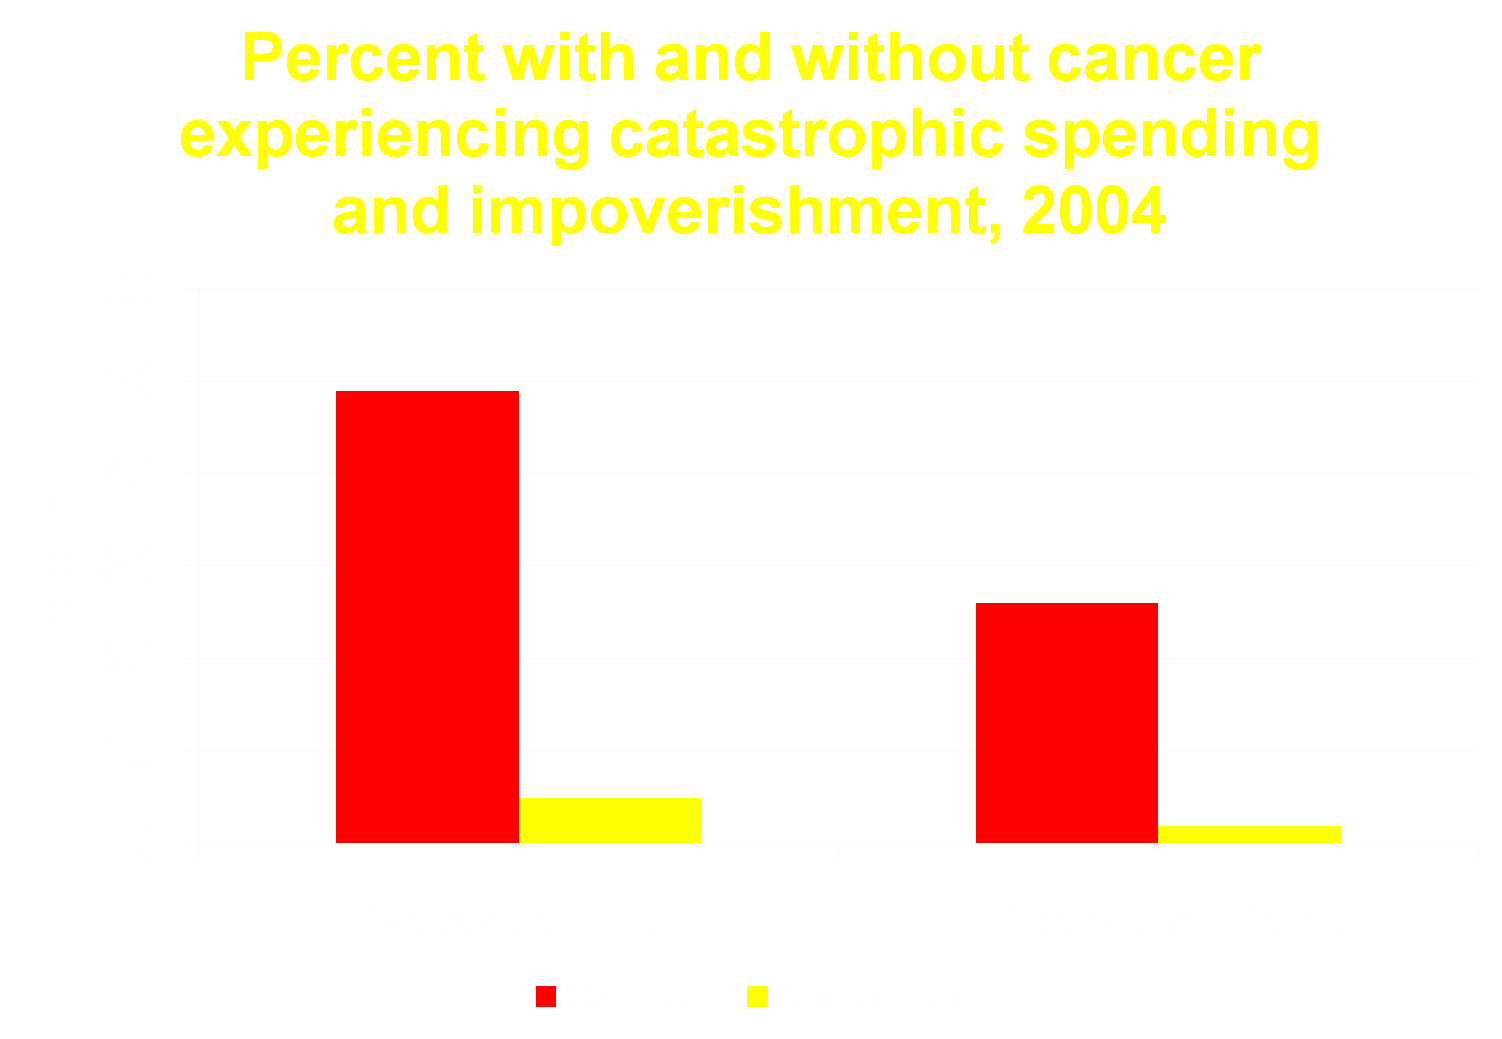 Percent with and without cancer
experiencing catastrophic spending
and impoverishment, 2004